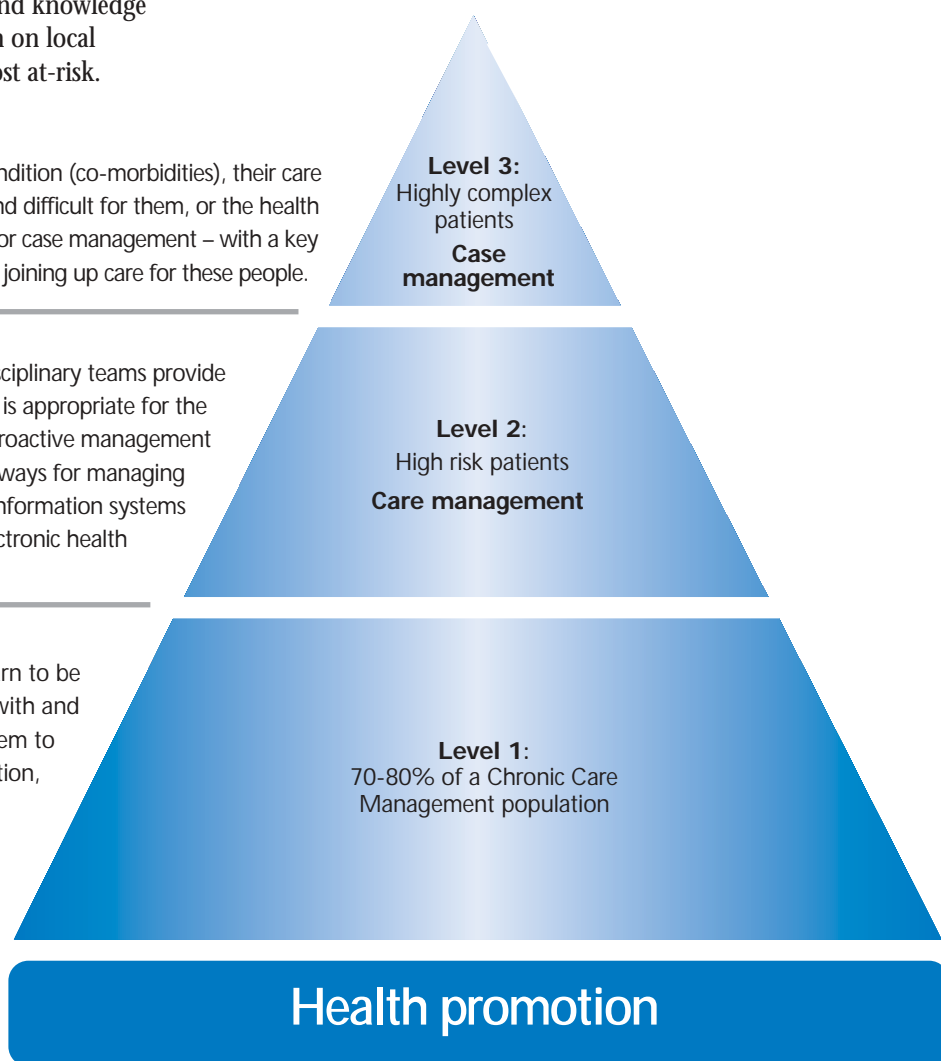 nd knowledge
n on local
ost at-risk.
ndition (co-morbidities), their care
nd difficult for them, or the health
or case management – with a key
joining up care for these people.
sciplinary teams provide
is appropriate for the
roactive management
ways for managing
nformation systems
ctronic health
rn to be
with and
em to
tion,
Level 3:
Highly complex
patients
Case
management
Level 2:
High risk patients
Care management
Level 1:
70-80% of a Chronic Care
Management population
Health promotion